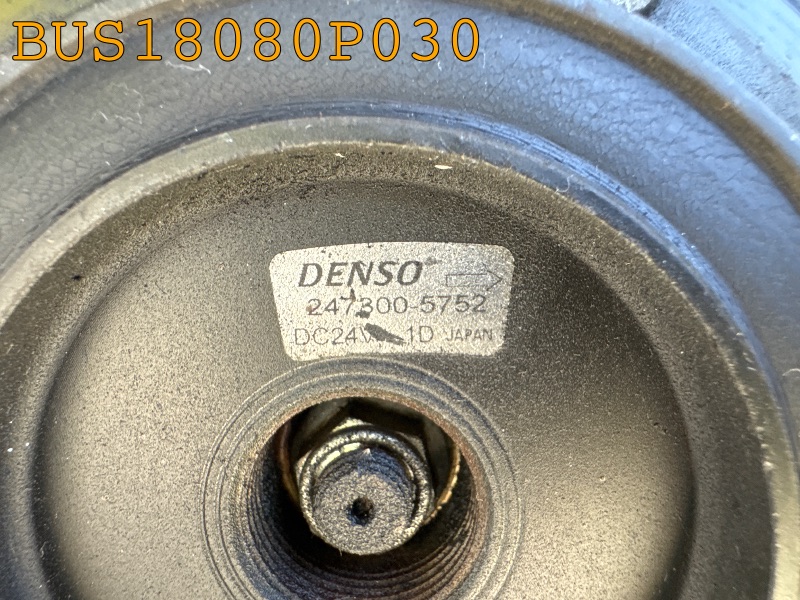 BUS18080P030
DENSO
247300-5752
DC24V 1D JAPAN